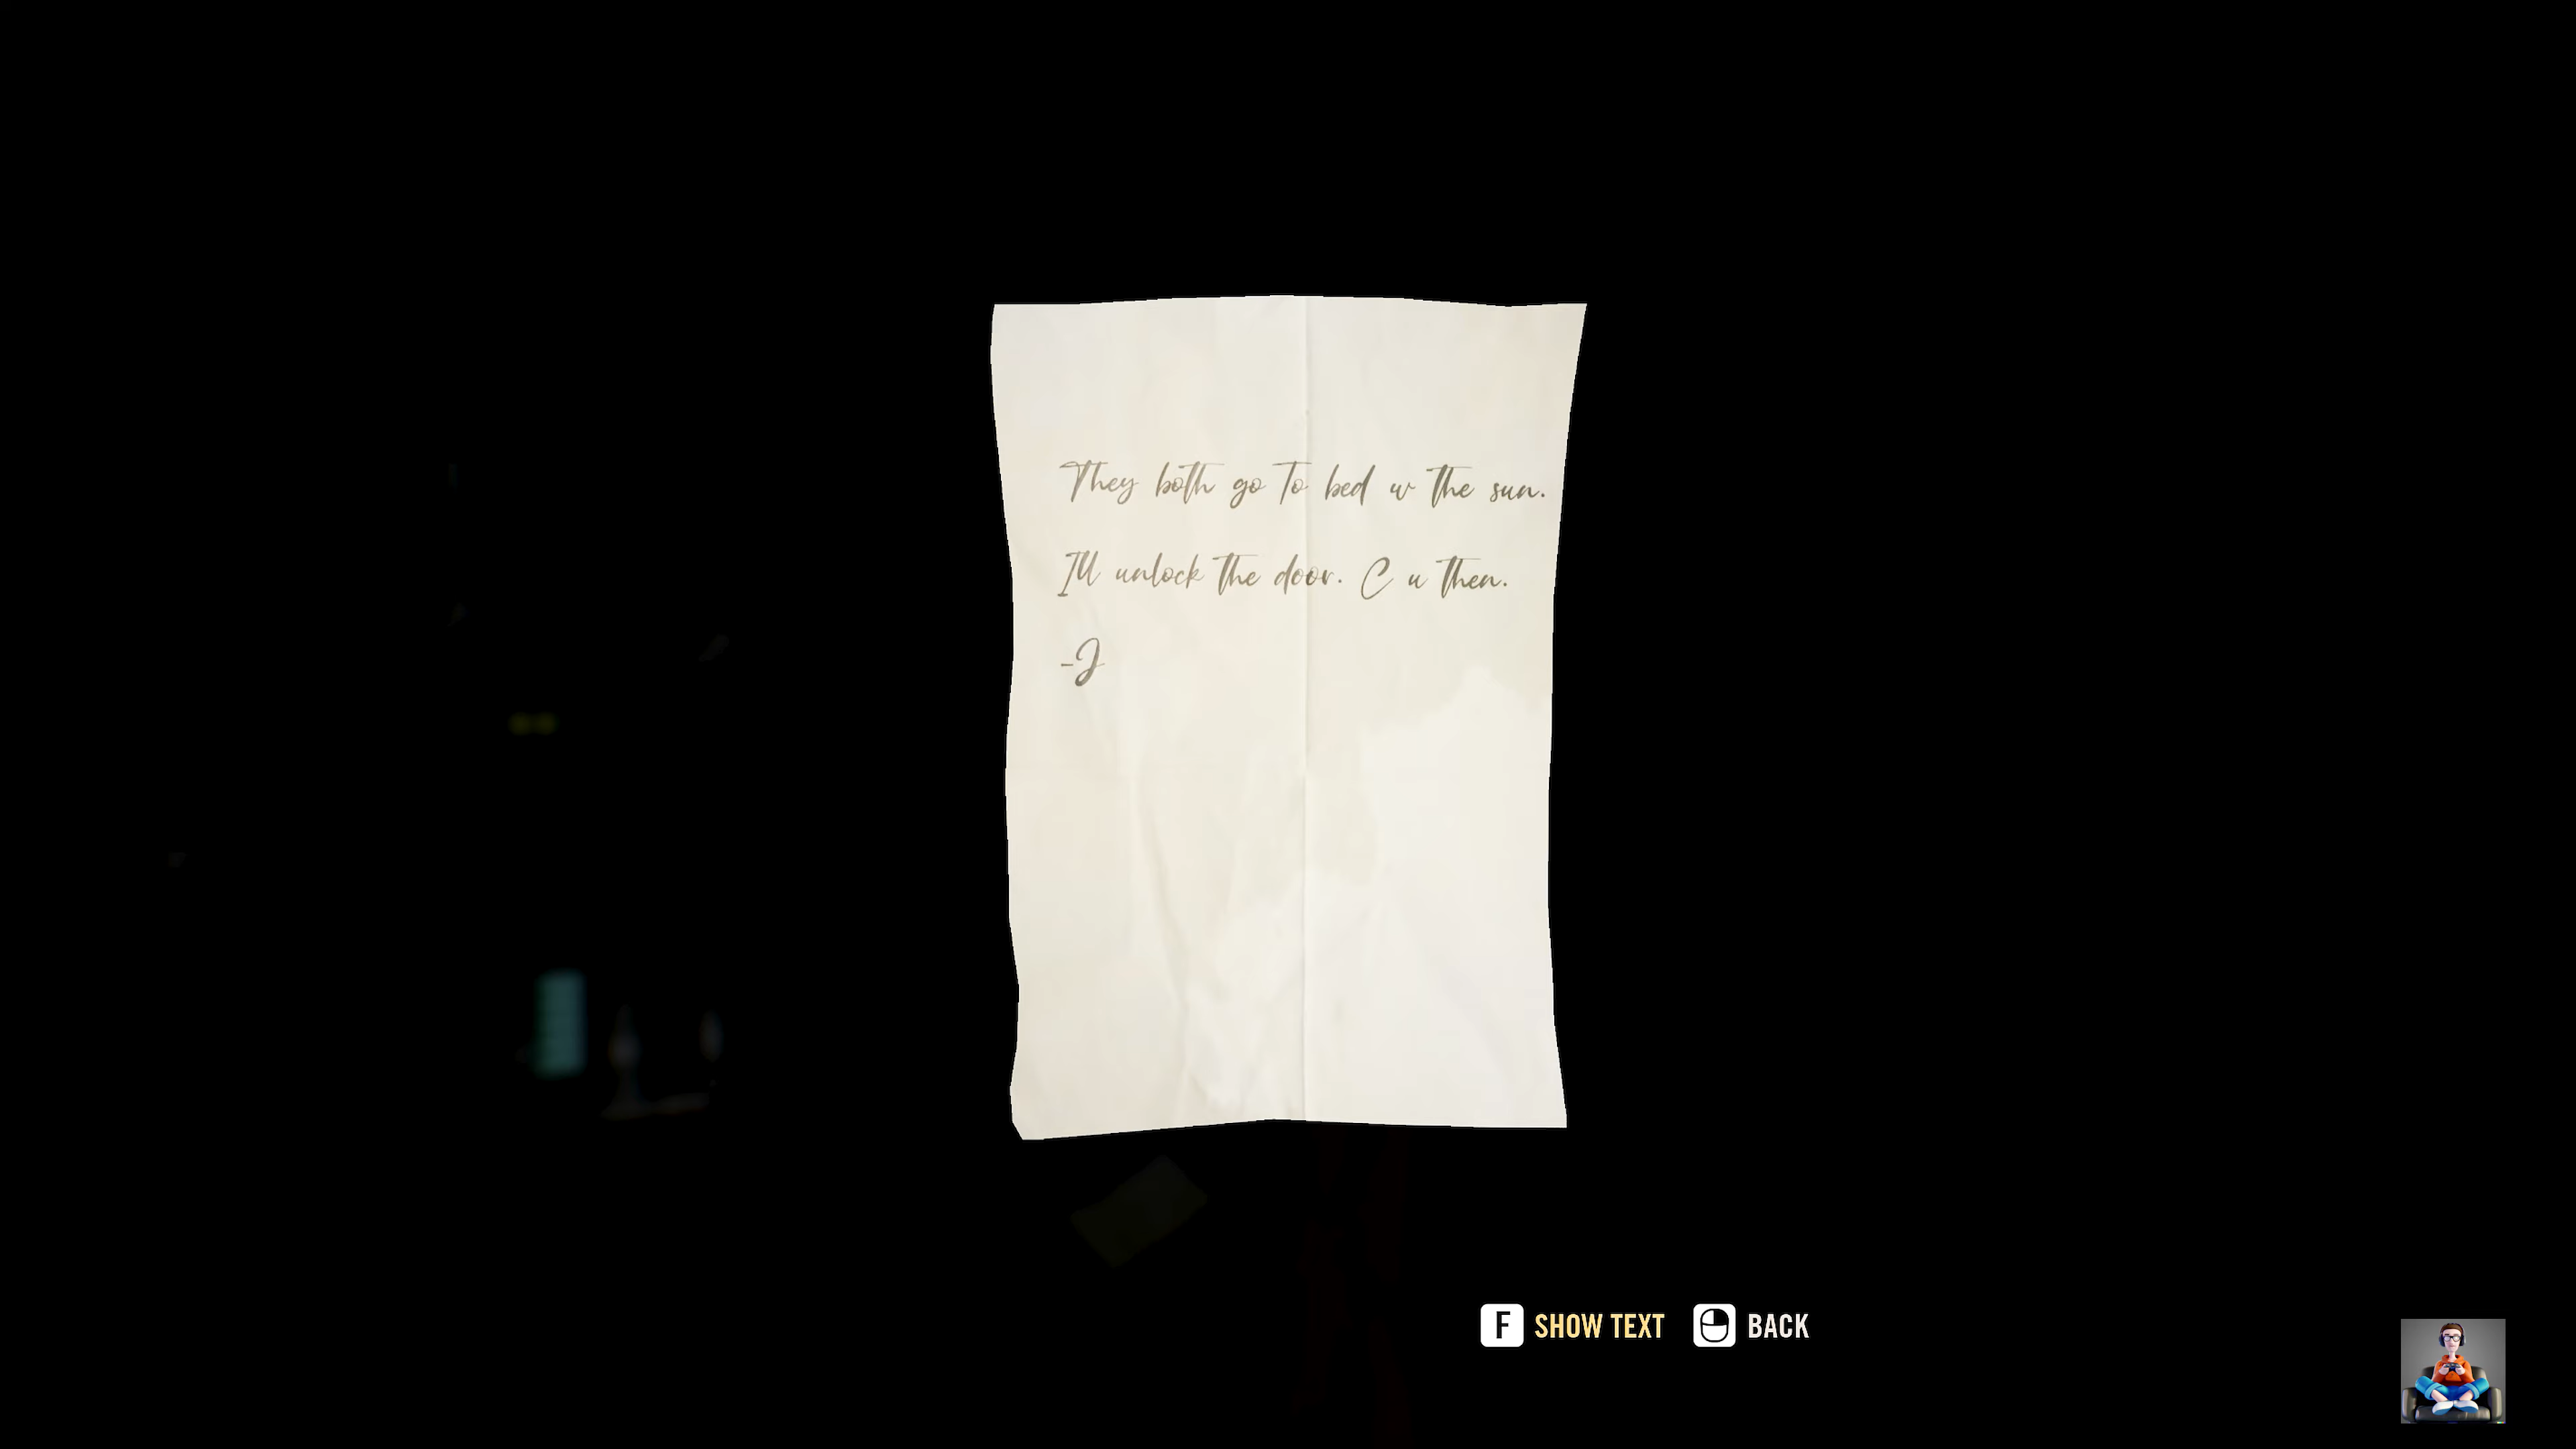 They both go to bed w the sun.
I'll unlock the door. C u then.
-J
F SHOW TEXT BACK